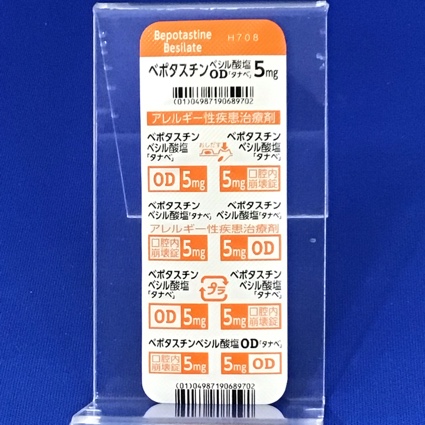 Bepotastine
Besilate H708
ベポタスチン ベシル酸塩 OD「タナベ」 5mg
(01)04987190689702
アレルギー性疾患治療剤
ベポタスチン おしだす ベポタスチン
ベシル酸塩 ベシル酸塩
「タナベ」 「タナベ」
OD 5mg 5mg 口腔内崩壊錠
ベポタスチン ベポタスチン
ベシル酸塩「タナベ」 ベシル酸塩「タナベ」
アレルギー性疾患治療剤
口腔内崩壊錠 5mg 5mg OD
ベポタスチン ベポタスチン
ベシル酸塩 プラ ベシル酸塩
「タナベ」 「タナベ」
OD 5mg 5mg 口腔内崩壊錠
ベポタスチンベシル酸塩OD「タナベ」
口腔内崩壊錠 5mg 5mg OD
(01)04987190689702